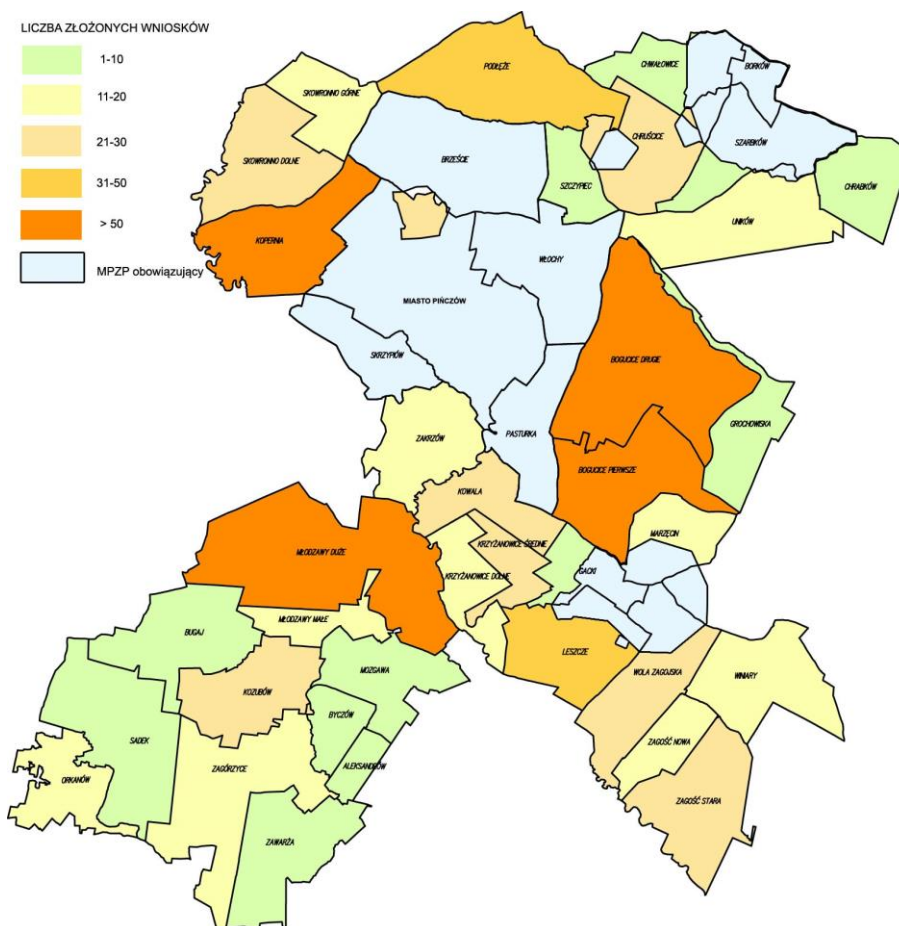 LICZBA ZŁOŻONYCH WNIOSKÓW
1-10
11-20
21-30
31-50
> 50
MPZP obowiązujący
PODŁĘŻE
CHWAŁOWICE
BORKÓW
SKOWRONNO GÓRNE
CHRUŚCICE
SZARBKÓW
BRZEŚCIE
SKOWRONNO DOLNE
SZCZYPIEC
CHRABKÓW
UNIKÓW
KOPERNIA
WŁOCHY
MIASTO PIŃCZÓW
SKRZYPIÓW
BOGUCICE DRUGIE
GROCHOWISKA
PASTURKA
ZAKRZÓW
BOGUCICE PIERWSZE
KOWALA
MARZĘCIN
KRZYŻANOWICE ŚREDNIE
MŁODZAWY DUŻE
GACKI
KRZYŻANOWICE DOLNE
MŁODZAWY MAŁE
BUGAJ
LESZCZE
MOZGAWA
WOLA ZAGOJSKA
WINIARY
KOZUBÓW
BYCZÓW
SADEK
ZAGOŚĆ NOWA
ALEKSANDRÓW
ZAGÓRZYCE
ORKANÓW
ZAGOŚĆ STARA
ZAWARŻA